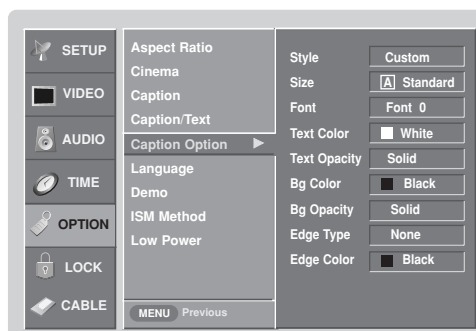 SETUP
VIDEO
AUDIO
TIME
OPTION
LOCK
CABLE
Aspect Ratio
Cinema
Caption
Caption/Text
Caption Option ▶
Language
Demo
ISM Method
Low Power
MENU Previous
Style Custom
Size A Standard
Font Font 0
Text Color White
Text Opacity Solid
Bg Color Black
Bg Opacity Solid
Edge Type None
Edge Color Black